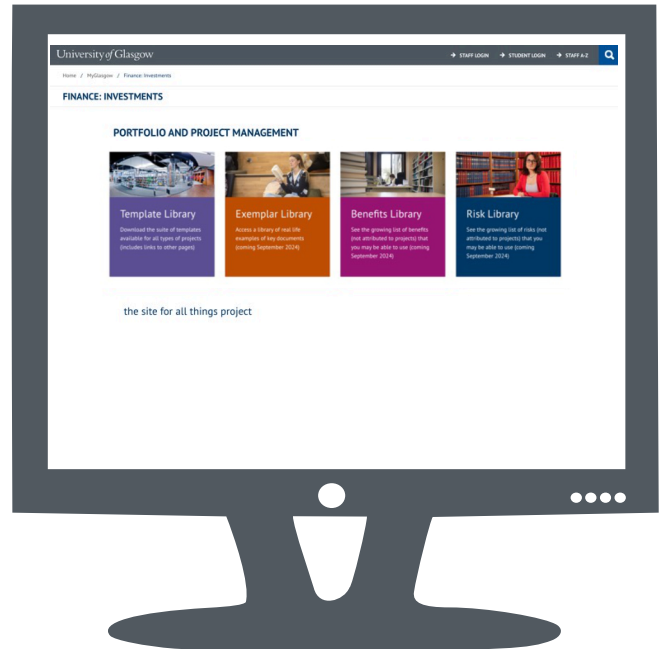 University of Glasgow
→ STAFF LOGIN → STUDENT LOGIN → STAFF A-Z
Home / MyGlasgow / Finance: Investments
FINANCE: INVESTMENTS
PORTFOLIO AND PROJECT MANAGEMENT
Template Library
Download the suite of templates
available for all types of projects
(includes links to other pages)
Exemplar Library
Access a library of real life
examples of key documents
(coming September 2024)
Benefits Library
See the growing list of benefits
(not attributed to projects) that
you may be able to use (coming
September 2024)
Risk Library
See the growing list of risks (not
attributed to projects) that you
may be able to use (coming
September 2024)
the site for all things project